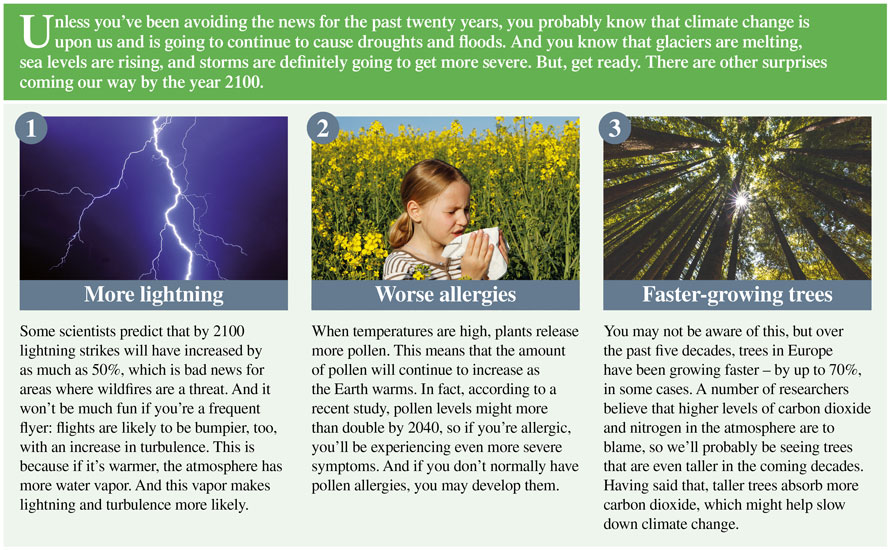 Unless you've been avoiding the news for the past twenty years, you probably know that climate change is
upon us and is going to continue to cause droughts and floods. And you know that glaciers are melting,
sea levels are rising, and storms are definitely going to get more severe. But, get ready. There are other surprises
coming our way by the year 2100.
1
More lightning
Some scientists predict that by 2100
lightning strikes will have increased by
as much as 50%, which is bad news for
areas where wildfires are a threat. And it
won't be much fun if you're a frequent
flyer: flights are likely to be bumpier, too,
with an increase in turbulence. This is
because if it's warmer, the atmosphere has
more water vapor. And this vapor makes
lightning and turbulence more likely.
2
Worse allergies
When temperatures are high, plants release
more pollen. This means that the amount
of pollen will continue to increase as
the Earth warms. In fact, according to a
recent study, pollen levels might more
than double by 2040, so if you're allergic,
you'll be experiencing even more severe
symptoms. And if you don't normally have
pollen allergies, you may develop them.
3
Faster-growing trees
You may not be aware of this, but over
the past five decades, trees in Europe
have been growing faster – by up to 70%,
in some cases. A number of researchers
believe that higher levels of carbon dioxide
and nitrogen in the atmosphere are to
blame, so we'll probably be seeing trees
that are even taller in the coming decades.
Having said that, taller trees absorb more
carbon dioxide, which might help slow
down climate change.